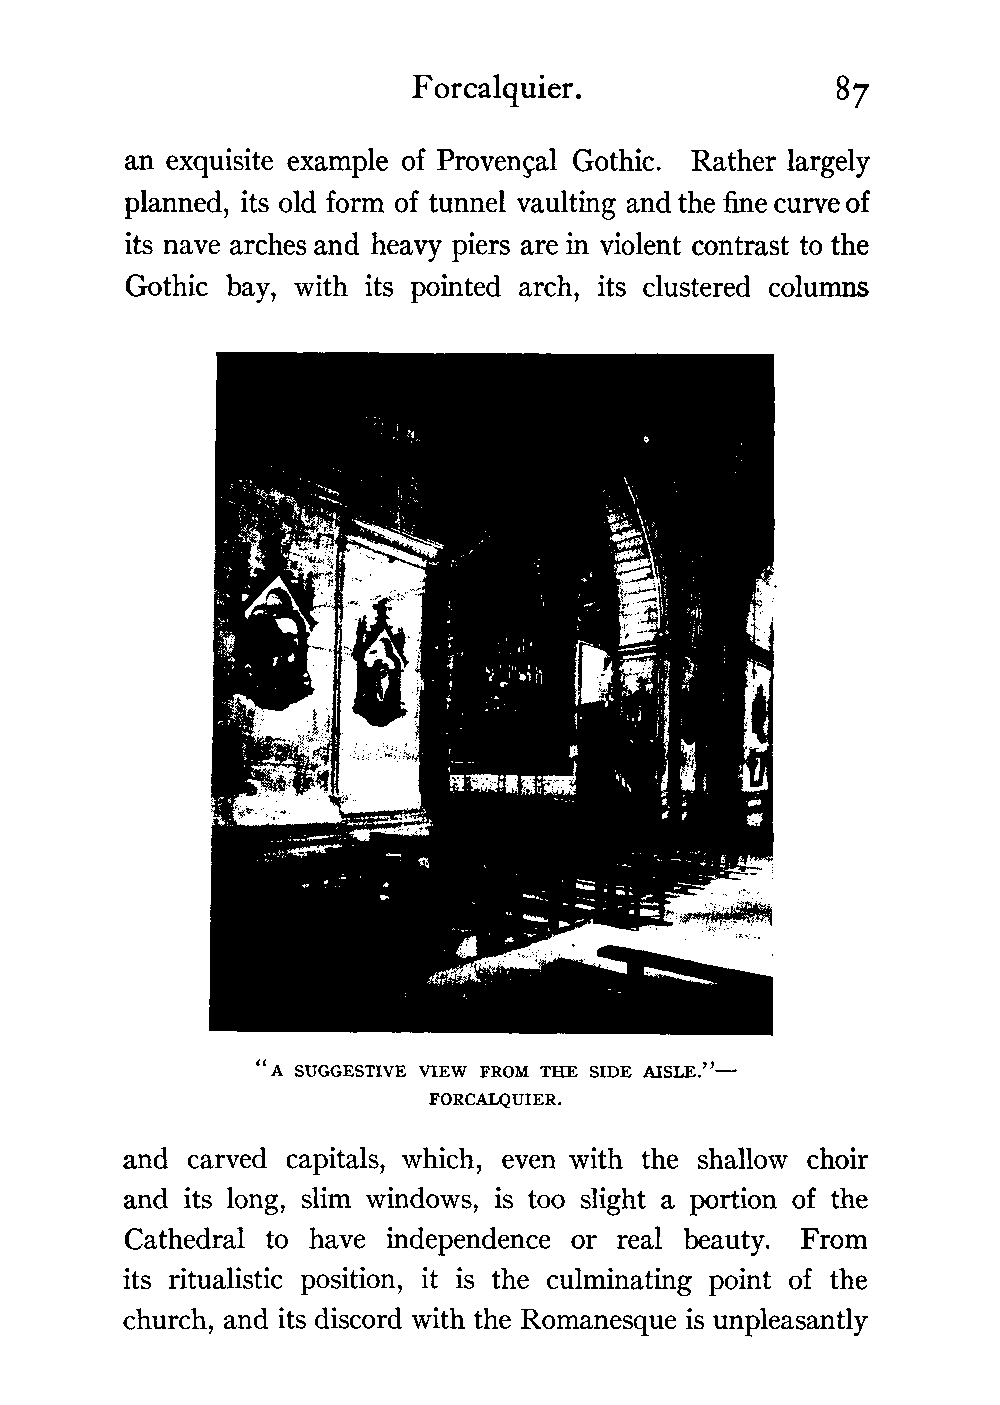 Forcalquier. 87
an exquisite example of Provençal Gothic. Rather largely
planned, its old form of tunnel vaulting and the fine curve of
its nave arches and heavy piers are in violent contrast to the
Gothic bay, with its pointed arch, its clustered columns
“A SUGGESTIVE VIEW FROM THE SIDE AISLE.”—
FORCALQUIER.
and carved capitals, which, even with the shallow choir
and its long, slim windows, is too slight a portion of the
Cathedral to have independence or real beauty. From
its ritualistic position, it is the culminating point of the
church, and its discord with the Romanesque is unpleasantly